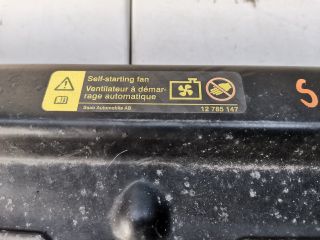 Self-starting fan
Ventilateur à démar-
rage automatique
Saab Automobile AB
12 785 147
S